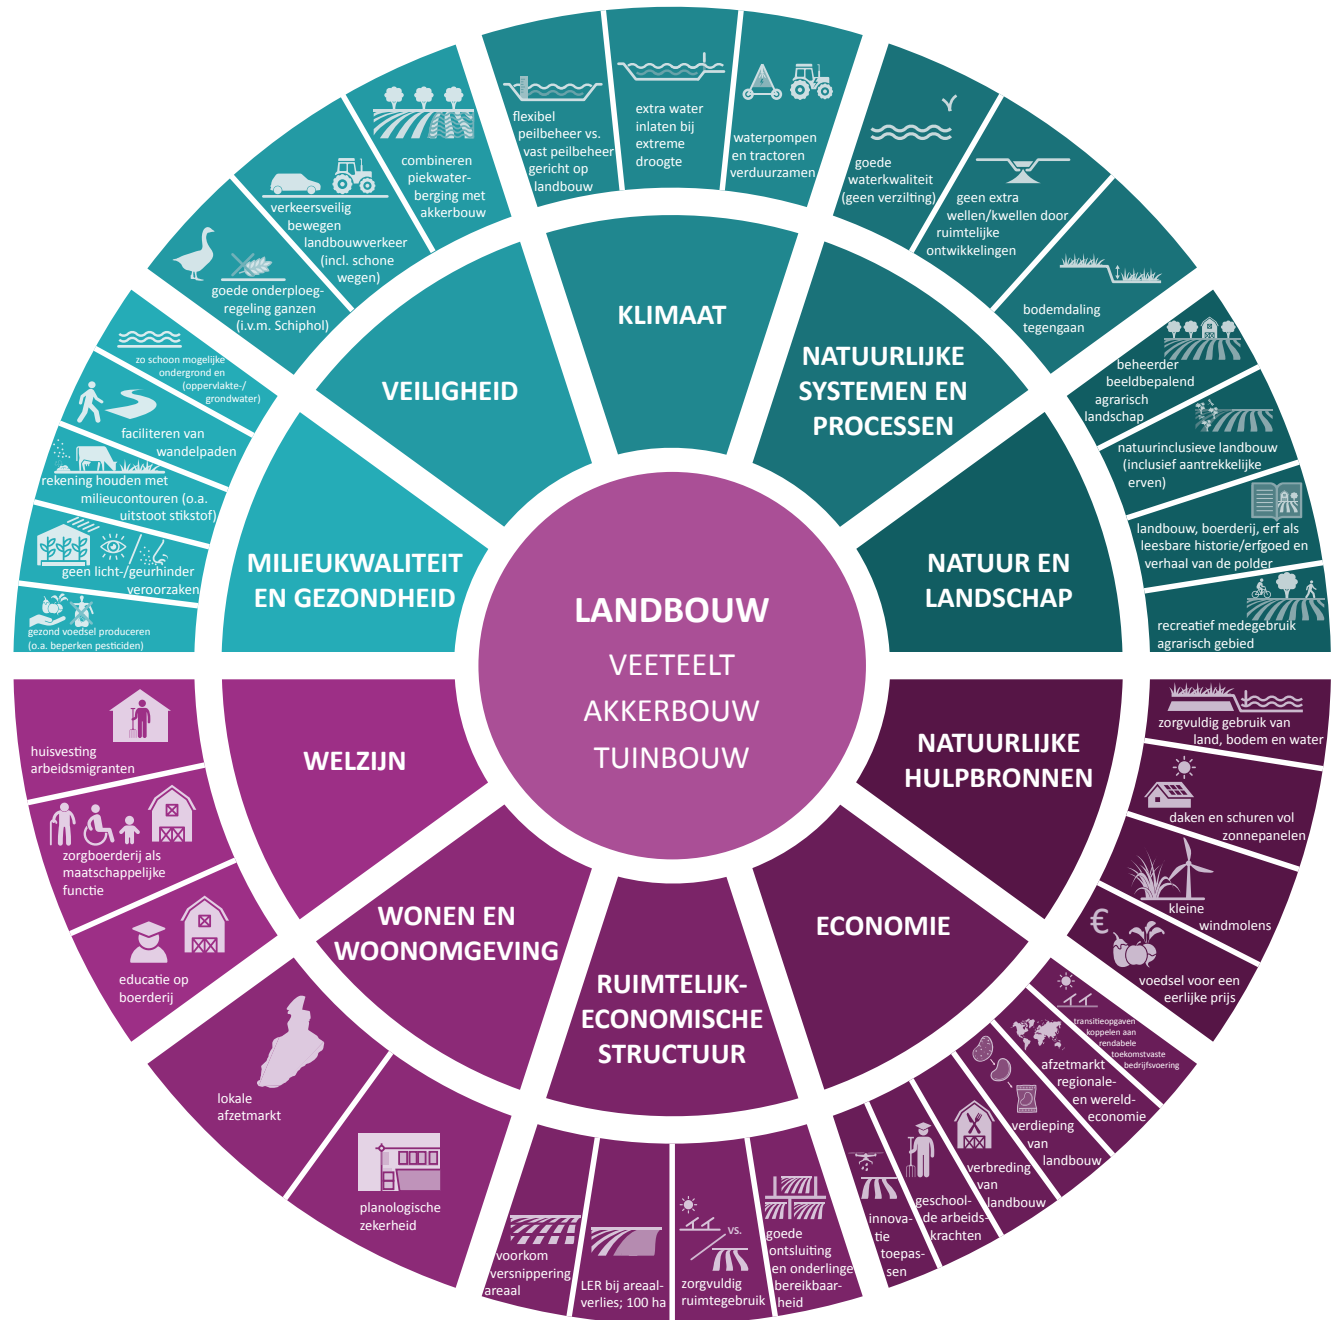 LANDBOUW
VEETEELT
AKKERBOUW
TUINBOUW
KLIMAAT
flexibel
peilbeheer vs.
vast peilbeheer
gericht op
landbouw
extra water
inlaten bij
extreme
droogte
waterpompen
en tractoren
verduurzamen
NATUURLIJKE
SYSTEMEN EN
PROCESSEN
goede
waterkwaliteit
(geen verzilting)
geen extra
wellen/kwellen door
ruimtelijke
ontwikkelingen
bodemdaling
tegengaan
NATUUR EN
LANDSCHAP
beheerder
beeldbepalend
agrarisch
landschap
natuurinclusieve landbouw
(inclusief aantrekkelijke
erven)
landbouw, boerderij, erf als
leesbare historie/erfgoed en
verhaal van de polder
recreatief medegebruik
agrarisch gebied
NATUURLIJKE
HULPBRONNEN
zorgvuldig gebruik van
land, bodem en water
daken en schuren vol
zonnepanelen
kleine
windmolens
€
voedsel voor een
eerlijke prijs
ECONOMIE
transitieopgaven
koppelen aan
rendabele
toekomstvaste
bedrijfsvoering
afzetmarkt
regionale-
en wereld-
economie
verdieping
van
landbouw
verbreding
van
landbouw
geschool-
de arbeids-
krachten
innova-
tie
toepas-
sen
RUIMTELIJK-
ECONOMISCHE
STRUCTUUR
goede
ontsluiting
en onderlinge
bereikbaar-
heid
vs.
zorgvuldig
ruimtegebruik
LER bij areaal-
verlies; 100 ha
voorkom
versnippering
areaal
WONEN EN
WOONOMGEVING
planologische
zekerheid
lokale
afzetmarkt
WELZIJN
educatie op
boerderij
zorgboerderij als
maatschappelijke
functie
huisvesting
arbeidsmigranten
MILIEUKWALITEIT
EN GEZONDHEID
gezond voedsel produceren
(o.a. beperken pesticiden)
geen licht-/geurhinder
veroorzaken
rekening houden met
milieucontouren (o.a.
uitstoot stikstof)
faciliteren van
wandelpaden
zo schoon mogelijke
ondergrond en
(oppervlakte-/
grondwater)
VEILIGHEID
goede onderploeg-
regeling ganzen
(i.v.m. Schiphol)
verkeersveilig
bewegen
landbouwverkeer
(incl. schone
wegen)
combineren
piekwater-
berging met
akkerbouw